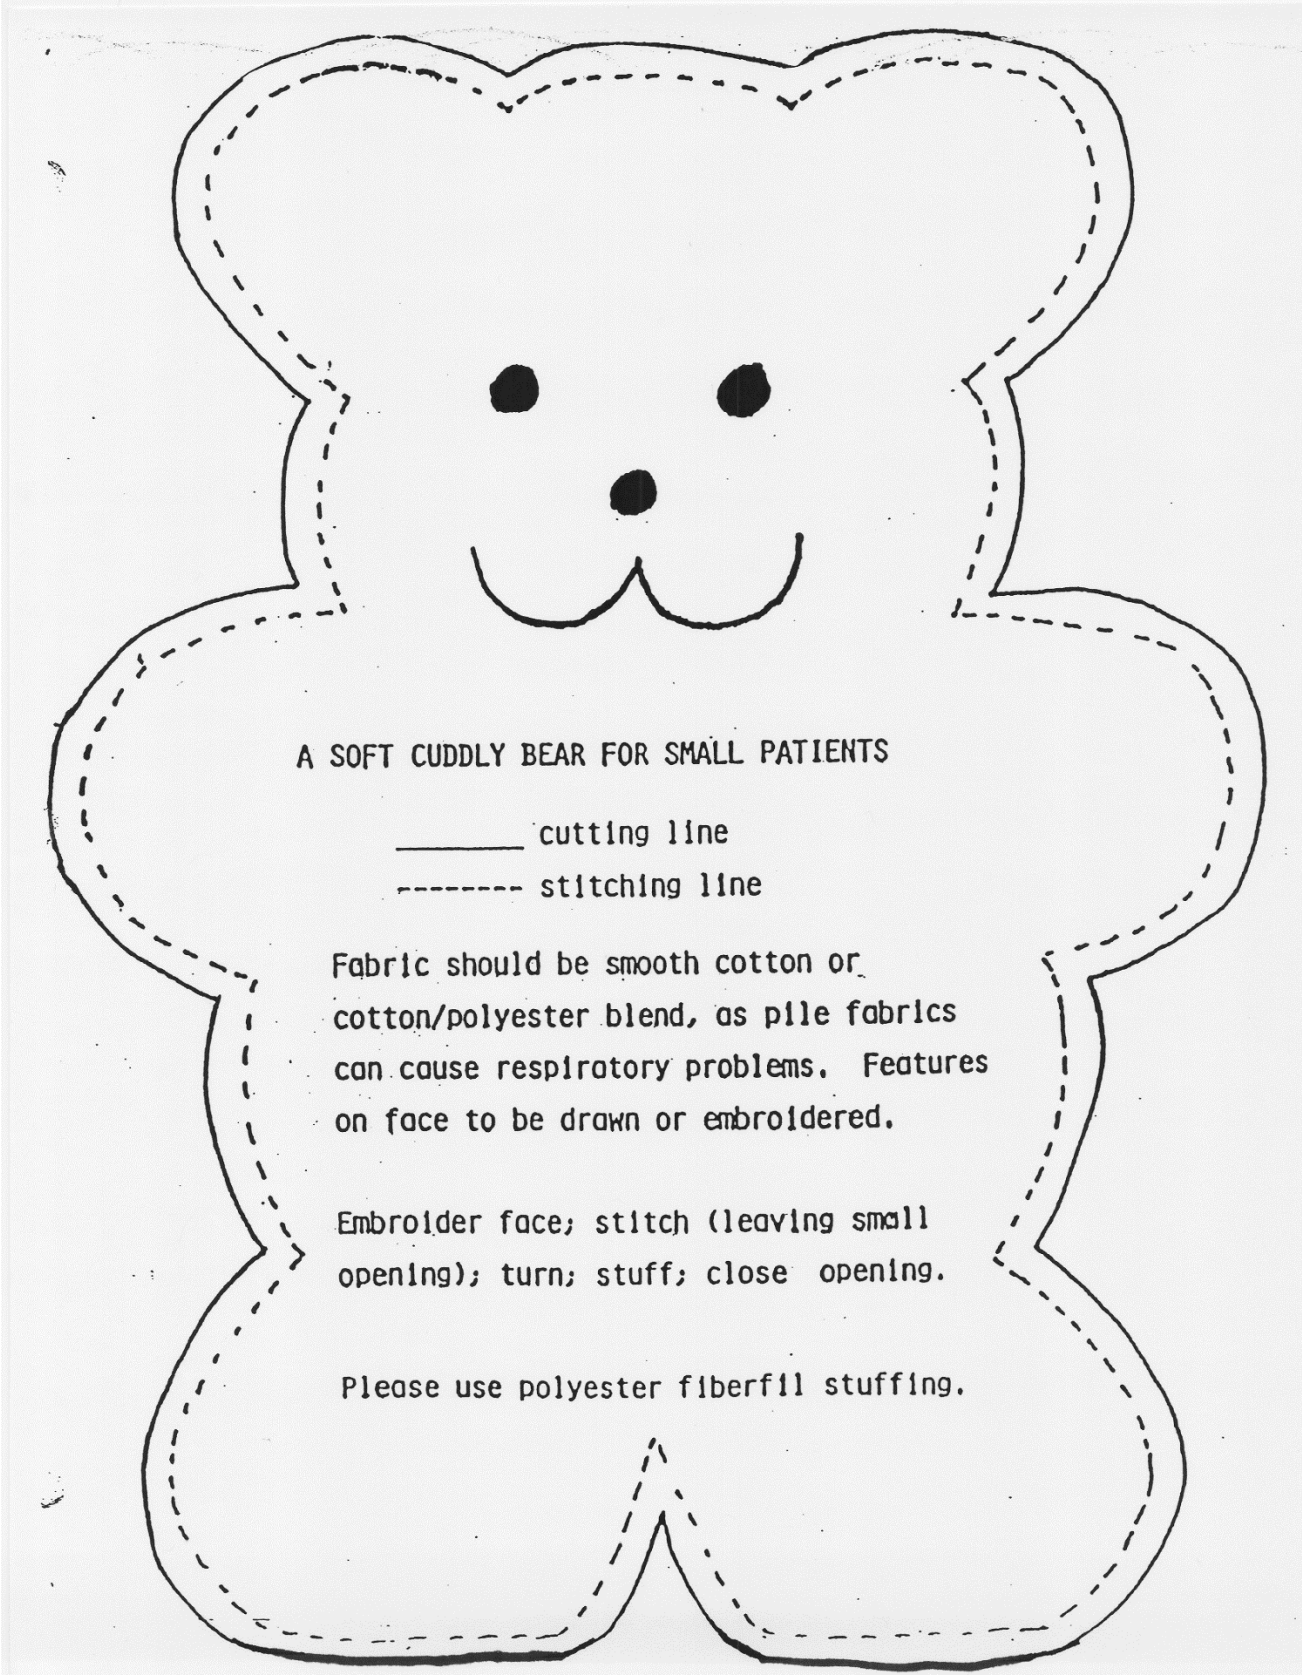 A SOFT CUDDLY BEAR FOR SMALL PATIENTS
cutting line
stitching line
Fabric should be smooth cotton or
cotton/polyester blend, as pile fabrics
can cause respiratory problems. Features
on face to be drawn or embroidered.
Embroider face; stitch (leaving small
opening); turn; stuff; close opening.
Please use polyester fiberfil stuffing.